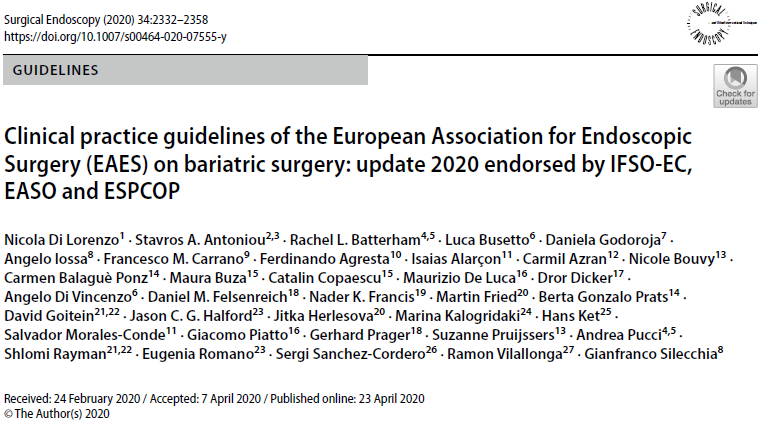 Surgical Endoscopy (2020) 34:2332–2358
https://doi.org/10.1007/s00464-020-07555-y
SURGICAL
ENDOSCOPY
GUIDELINES
Check for
updates
Clinical practice guidelines of the European Association for Endoscopic
Surgery (EAES) on bariatric surgery: update 2020 endorsed by IFSO-EC,
EASO and ESPCOP
Nicola Di Lorenzo1 · Stavros A. Antoniou2,3 · Rachel L. Batterham4,5 · Luca Busetto6 · Daniela Godoroja7 ·
Angelo Iossa8 · Francesco M. Carrano9 · Ferdinando Agresta10 · Isaias Alarçon11 · Carmil Azran12 · Nicole Bouvy13 ·
Carmen Balaguè Ponz14 · Maura Buza15 · Catalin Copaescu15 · Maurizio De Luca16 · Dror Dicker17 ·
Angelo Di Vincenzo6 · Daniel M. Felsenreich18 · Nader K. Francis19 · Martin Fried20 · Berta Gonzalo Prats14 ·
David Goitein21,22 · Jason C. G. Halford23 · Jitka Herlesova20 · Marina Kalogridaki24 · Hans Ket25 ·
Salvador Morales-Conde11 · Giacomo Piatto16 · Gerhard Prager18 · Suzanne Pruijssers13 · Andrea Pucci4,5 ·
Shlomi Rayman21,22 · Eugenia Romano23 · Sergi Sanchez-Cordero26 · Ramon Vilallonga27 · Gianfranco Silecchia8
Received: 24 February 2020 / Accepted: 7 April 2020 / Published online: 23 April 2020
© The Author(s) 2020